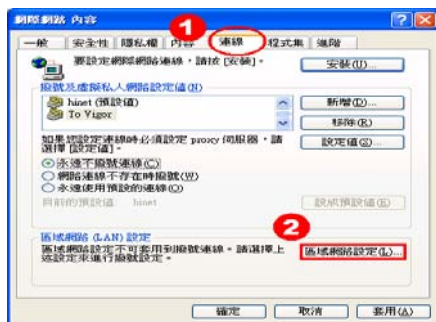 網際網路 內容
1
一般 安全性 隱私權 內容 連線 程式集 進階
要設定網際網路連線，請按 [安裝]。
安裝(U)...
撥號及虛擬私人網路設定值(N)
hinet (預設值)
To Vigor
新增(D)...
移除(R)
如果您設定連線時必須設定 proxy 伺服器，請
選擇 [設定值]。
設定值(S)...
永遠不撥號連線(C)
網路連線不存在時撥號(W)
永遠使用預設的連線(O)
目前的預設值 hinet
設成預設值(E)
2
區域網路 (LAN) 設定
區域網路設定不可套用到撥號連線。請選擇上
述設定來進行撥號設定。
區域網路設定(L)...
確定 取消 套用(A)